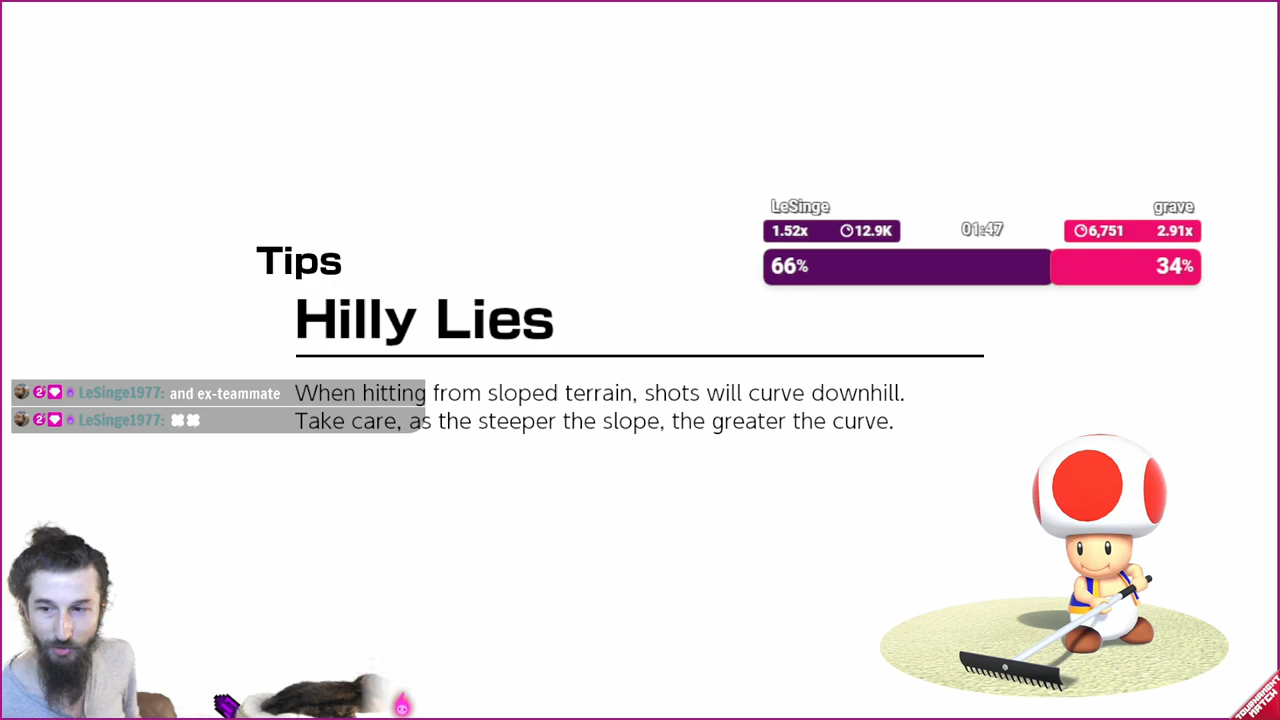 LeSinge
grave
1.52x
12.9K
01:47
6,751
2.91x
66%
34%
Tips
Hilly Lies
LeSinge1977: and ex-teammate
LeSinge1977:
When hitting from sloped terrain, shots will curve downhill.
Take care, as the steeper the slope, the greater the curve.
TOURNAMENT
MATCH